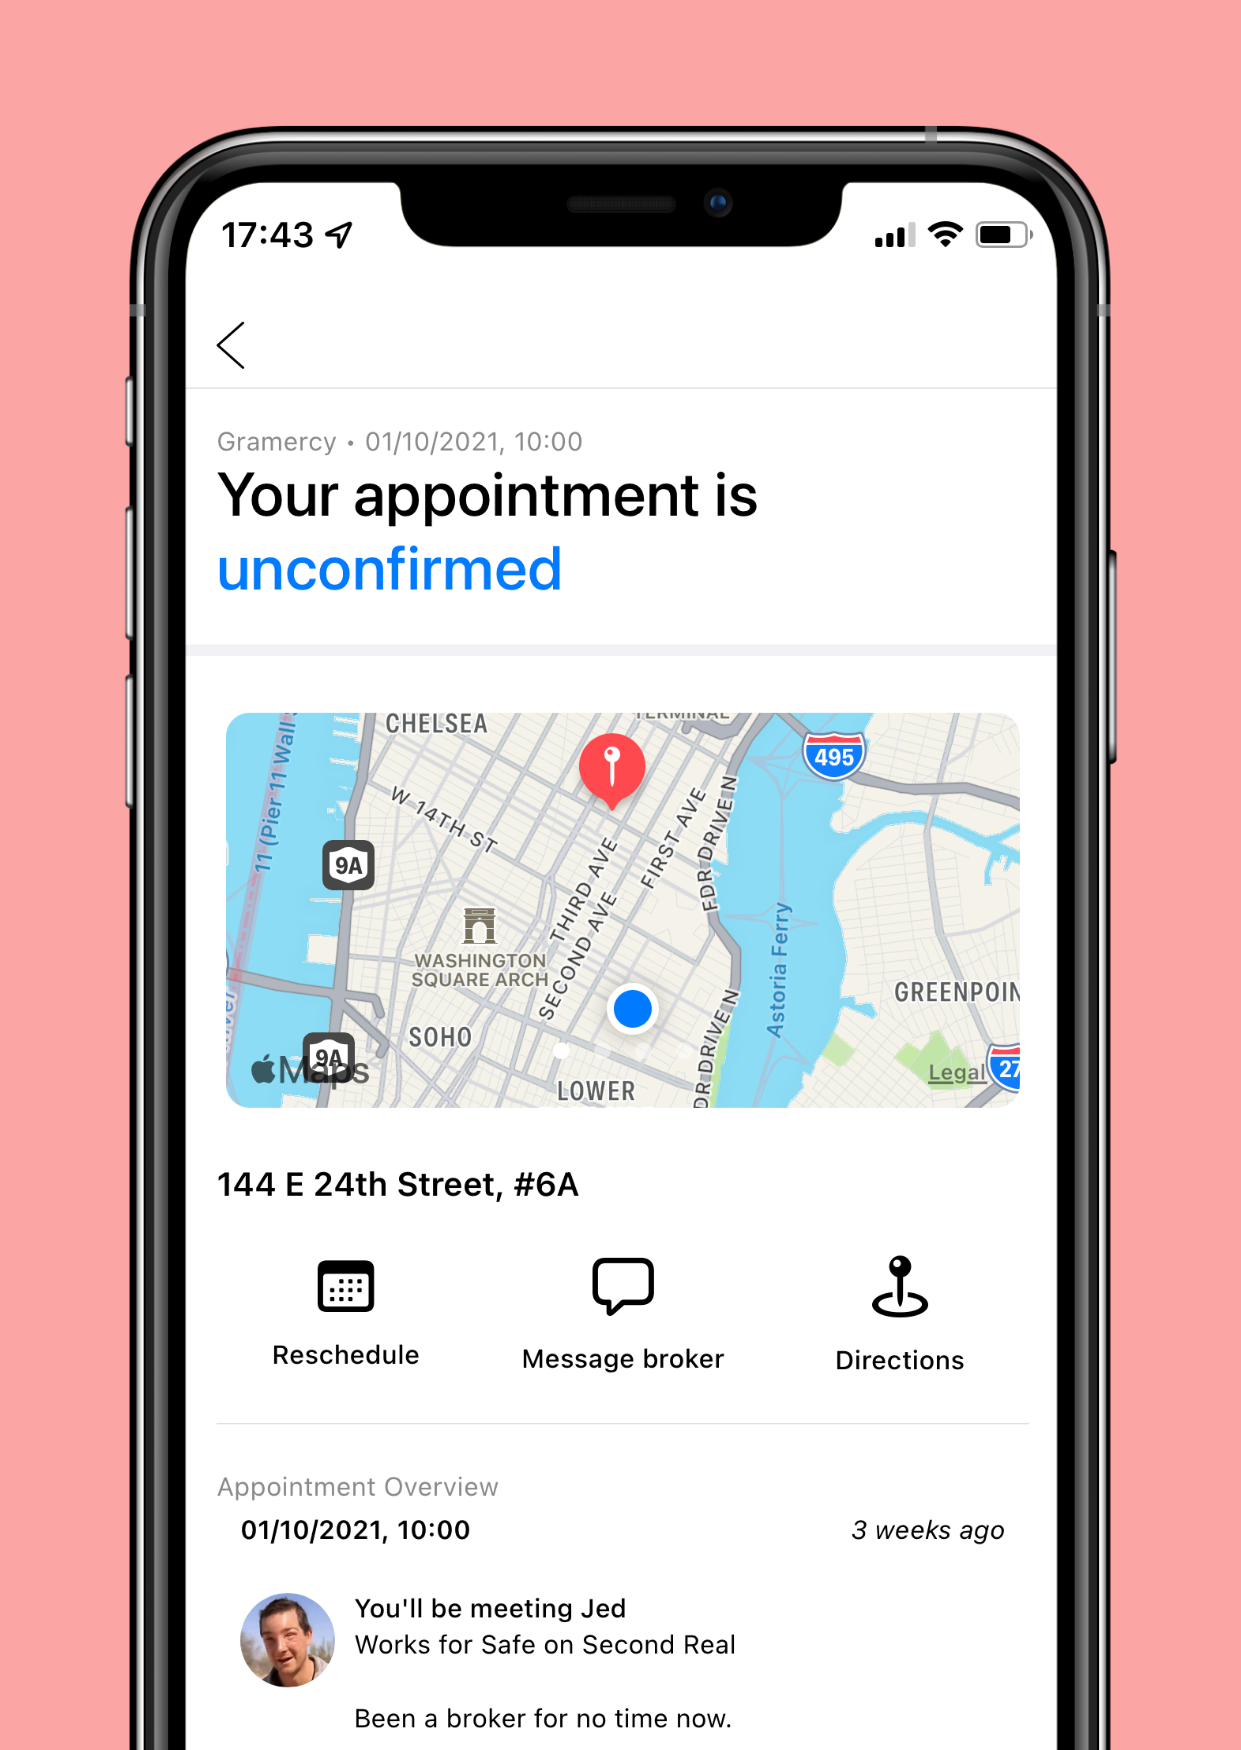 17:43
Gramercy • 01/10/2021, 10:00
Your appointment is
unconfirmed
CHELSEA
TERMINAL
495
11 (Pier 11 Wall S
W 14TH ST
FIRST AVE
FDR DRIVE N
9A
THIRD AVE
SECOND AVE
WASHINGTON
SQUARE ARCH
Astoria Ferry
GREENPOIN
SOHO
DR DRIVE N
9A
Maps
LOWER
Legal
27
144 E 24th Street, #6A
Reschedule
Message broker
Directions
Appointment Overview
01/10/2021, 10:00
3 weeks ago
You'll be meeting Jed
Works for Safe on Second Real
Been a broker for no time now.